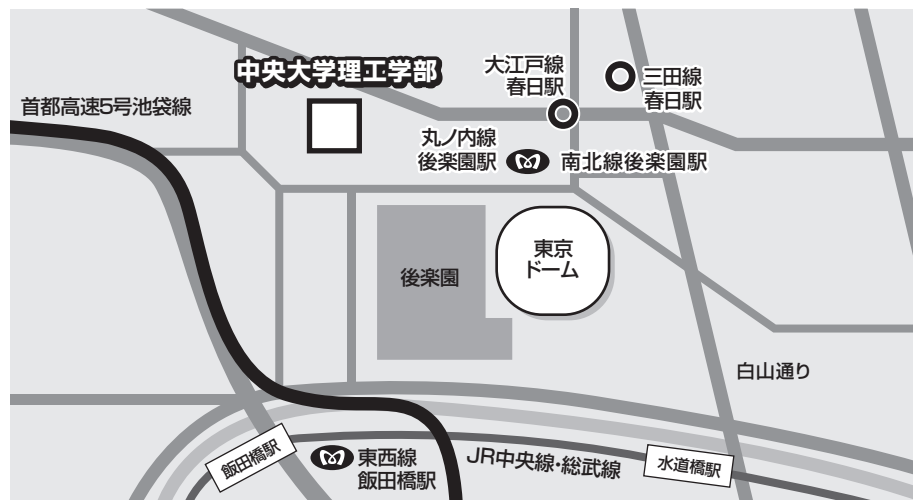 中央大学理工学部
大江戸線
春日駅
三田線
春日駅
首都高速5号池袋線
丸ノ内線
後楽園駅
南北線後楽園駅
後楽園
東京
ドーム
白山通り
飯田橋駅
東西線
飯田橋駅
JR中央線・総武線
水道橋駅